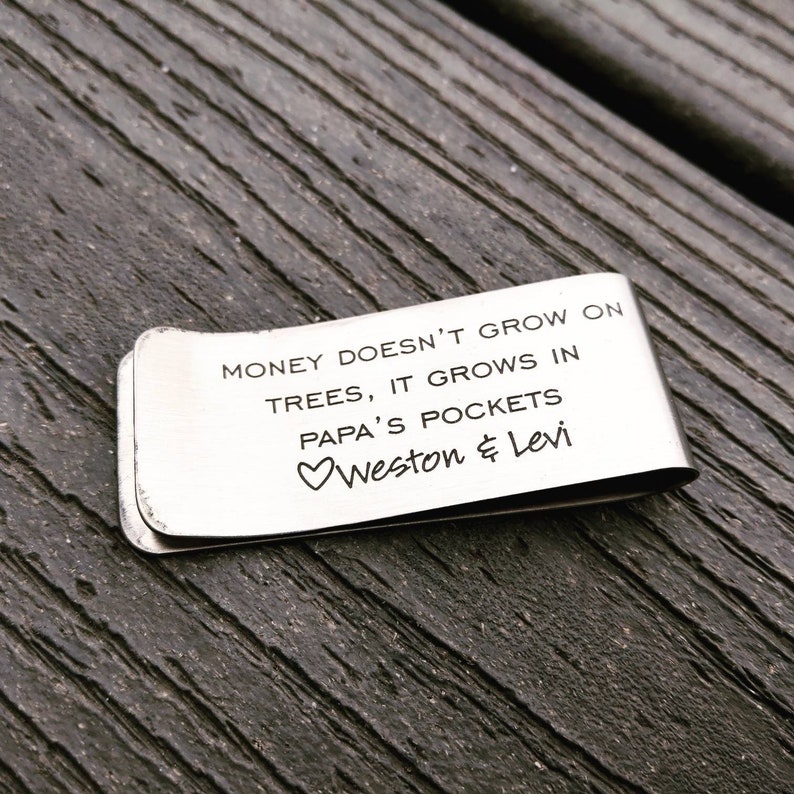 MONEY DOESN'T GROW ON
TREES, IT GROWS IN
PAPA'S POCKETS
♡Weston & Levi